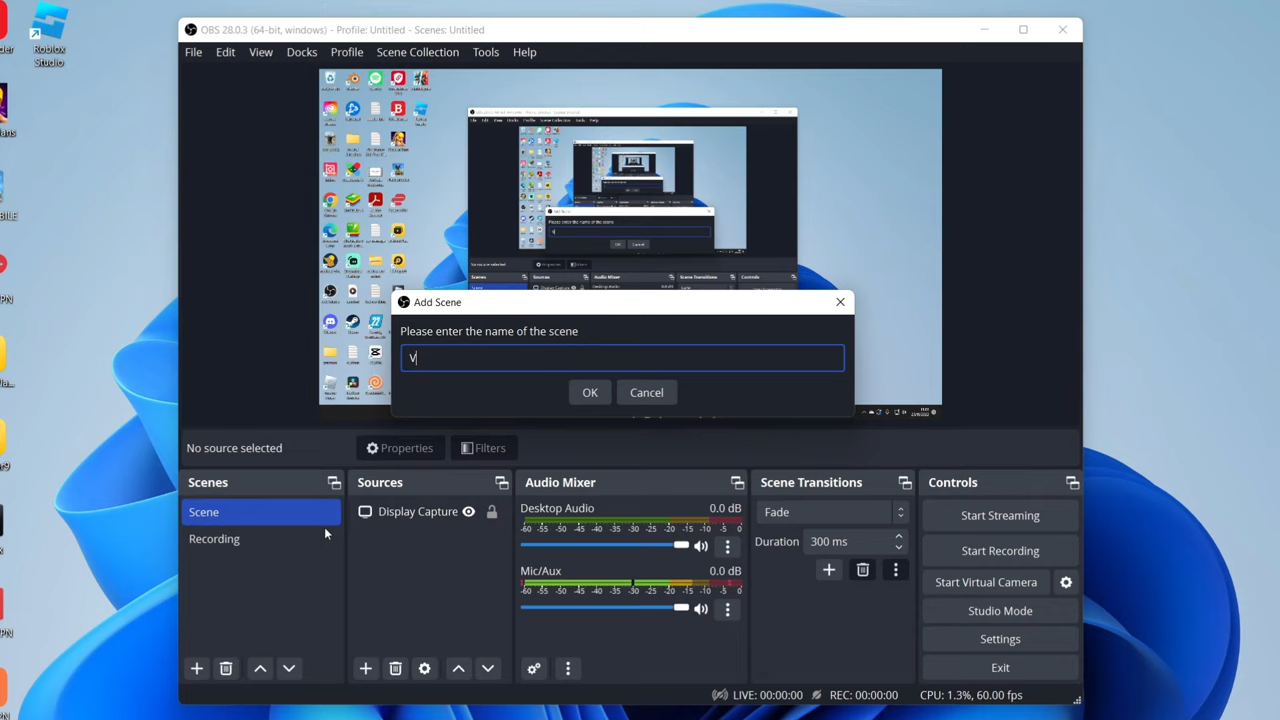 OBS 28.0.3 (64-bit, windows) - Profile: Untitled - Scenes: Untitled
Roblox
Studio
File Edit View Docks Profile Scene Collection Tools Help
Add Scene
Please enter the name of the scene
V
OK Cancel
No source selected Properties Filters
Scenes Sources Audio Mixer Scene Transitions Controls
Scene
Recording
Display Capture
Desktop Audio 0.0 dB
-60 -55 -50 -45 -40 -35 -30 -25 -20 -15 -10 -5 0
Mic/Aux 0.0 dB
-60 -55 -50 -45 -40 -35 -30 -25 -20 -15 -10 -5 0
Fade
Duration 300 ms
Start Streaming
Start Recording
Start Virtual Camera
Studio Mode
Settings
Exit
LIVE: 00:00:00 REC: 00:00:00 CPU: 1.3%, 60.00 fps